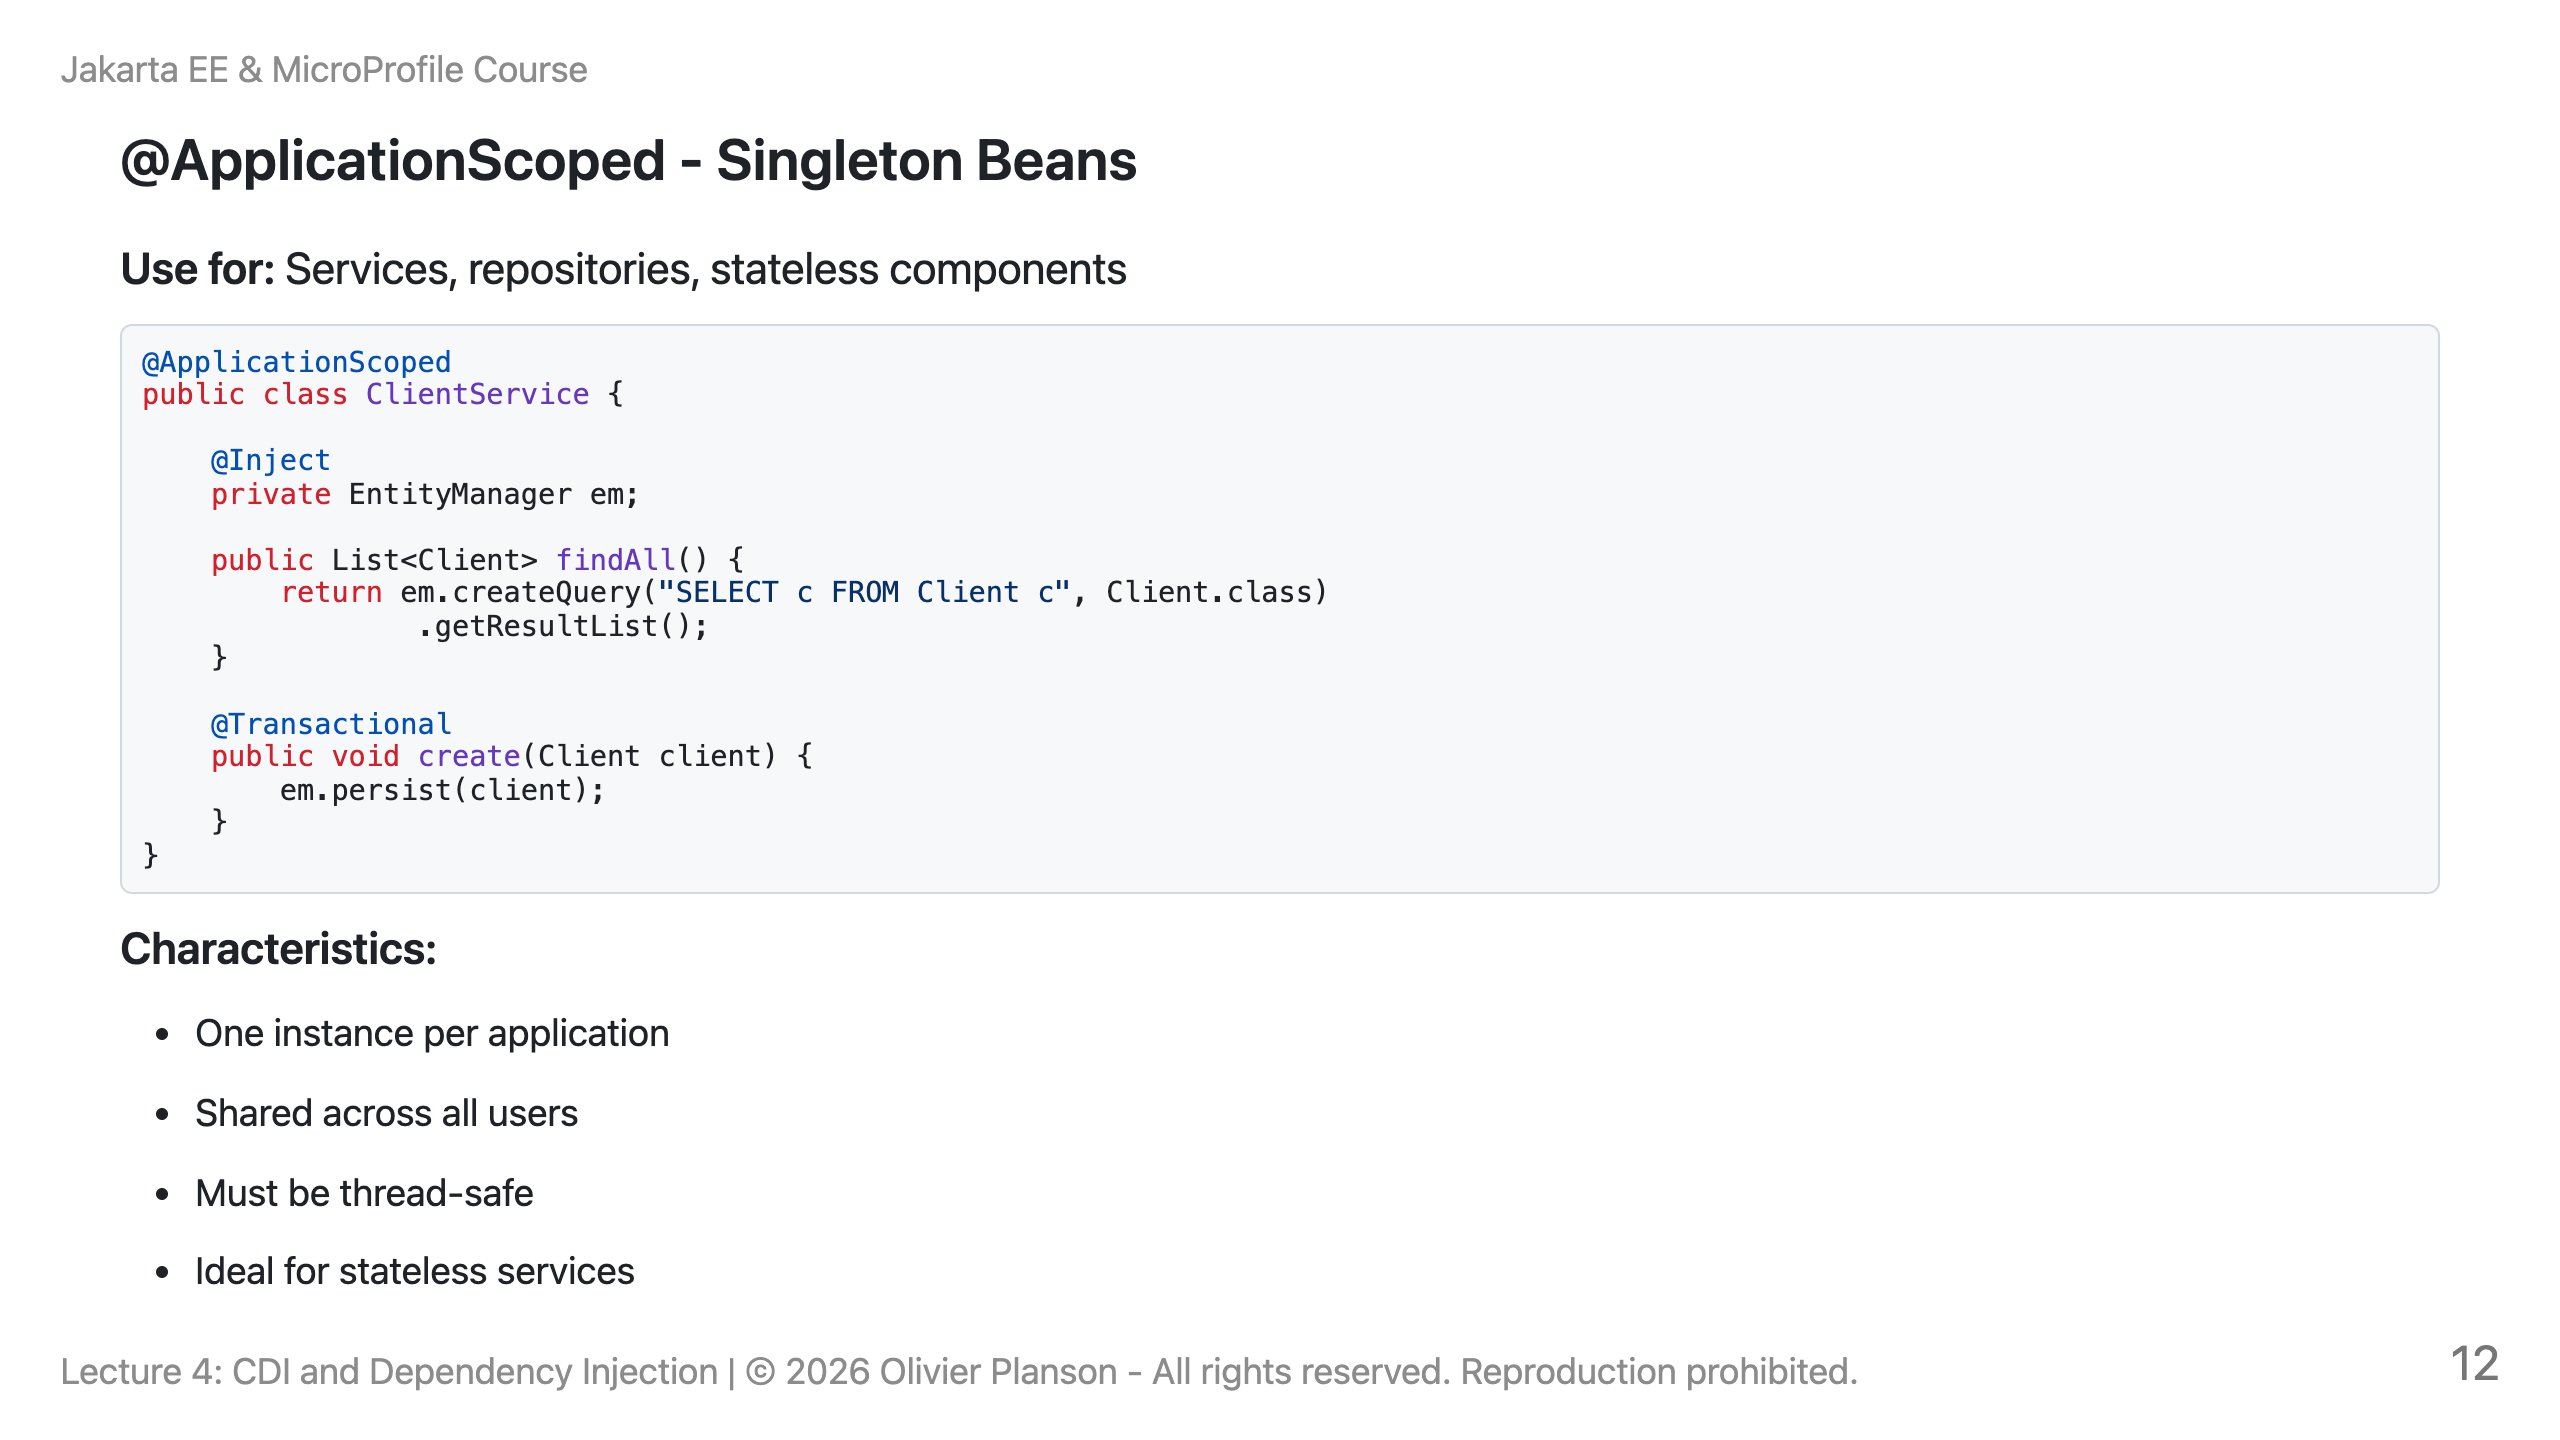 Jakarta EE & MicroProfile Course
@ApplicationScoped - Singleton Beans
Use for: Services, repositories, stateless components
@ApplicationScoped
public class ClientService {
    @Inject
    private EntityManager em;
    public List<Client> findAll() {
        return em.createQuery("SELECT c FROM Client c", Client.class)
                .getResultList();
    }
    @Transactional
    public void create(Client client) {
        em.persist(client);
    }
}
Characteristics:
• One instance per application
• Shared across all users
• Must be thread-safe
• Ideal for stateless services
Lecture 4: CDI and Dependency Injection | © 2026 Olivier Planson - All rights reserved. Reproduction prohibited.
12